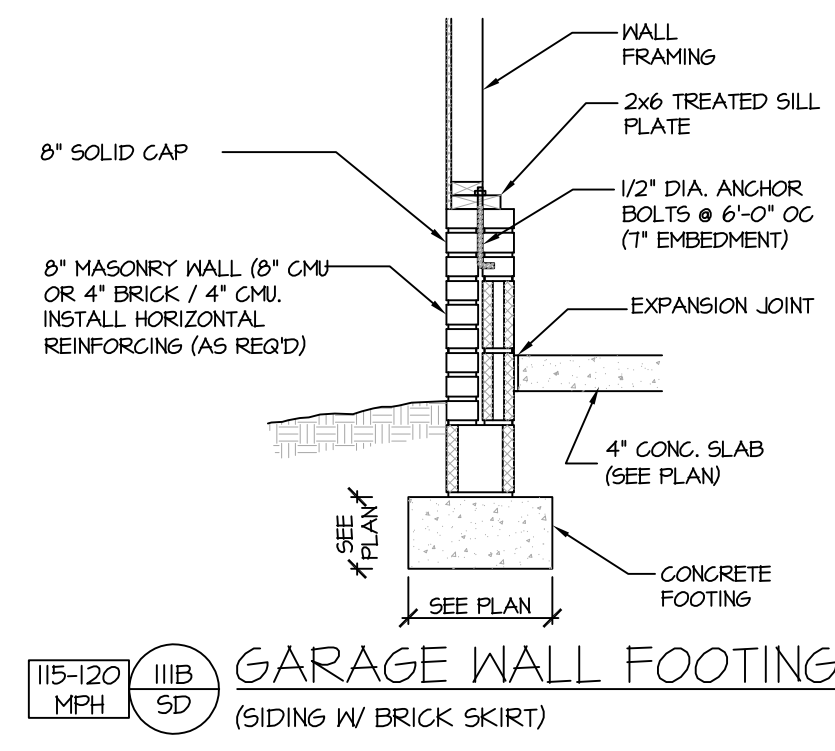 WALL
FRAMING
2x6 TREATED SILL
PLATE
8" SOLID CAP
1/2" DIA. ANCHOR
BOLTS @ 6'-0" OC
(7" EMBEDMENT)
8" MASONRY WALL (8" CMU
OR 4" BRICK / 4" CMU.
INSTALL HORIZONTAL
REINFORCING (AS REQ'D)
EXPANSION JOINT
4" CONC. SLAB
(SEE PLAN)
SEE
PLAN
CONCRETE
FOOTING
SEE PLAN
115-120
MPH
111B
SD
GARAGE WALL FOOTING
(SIDING W/ BRICK SKIRT)